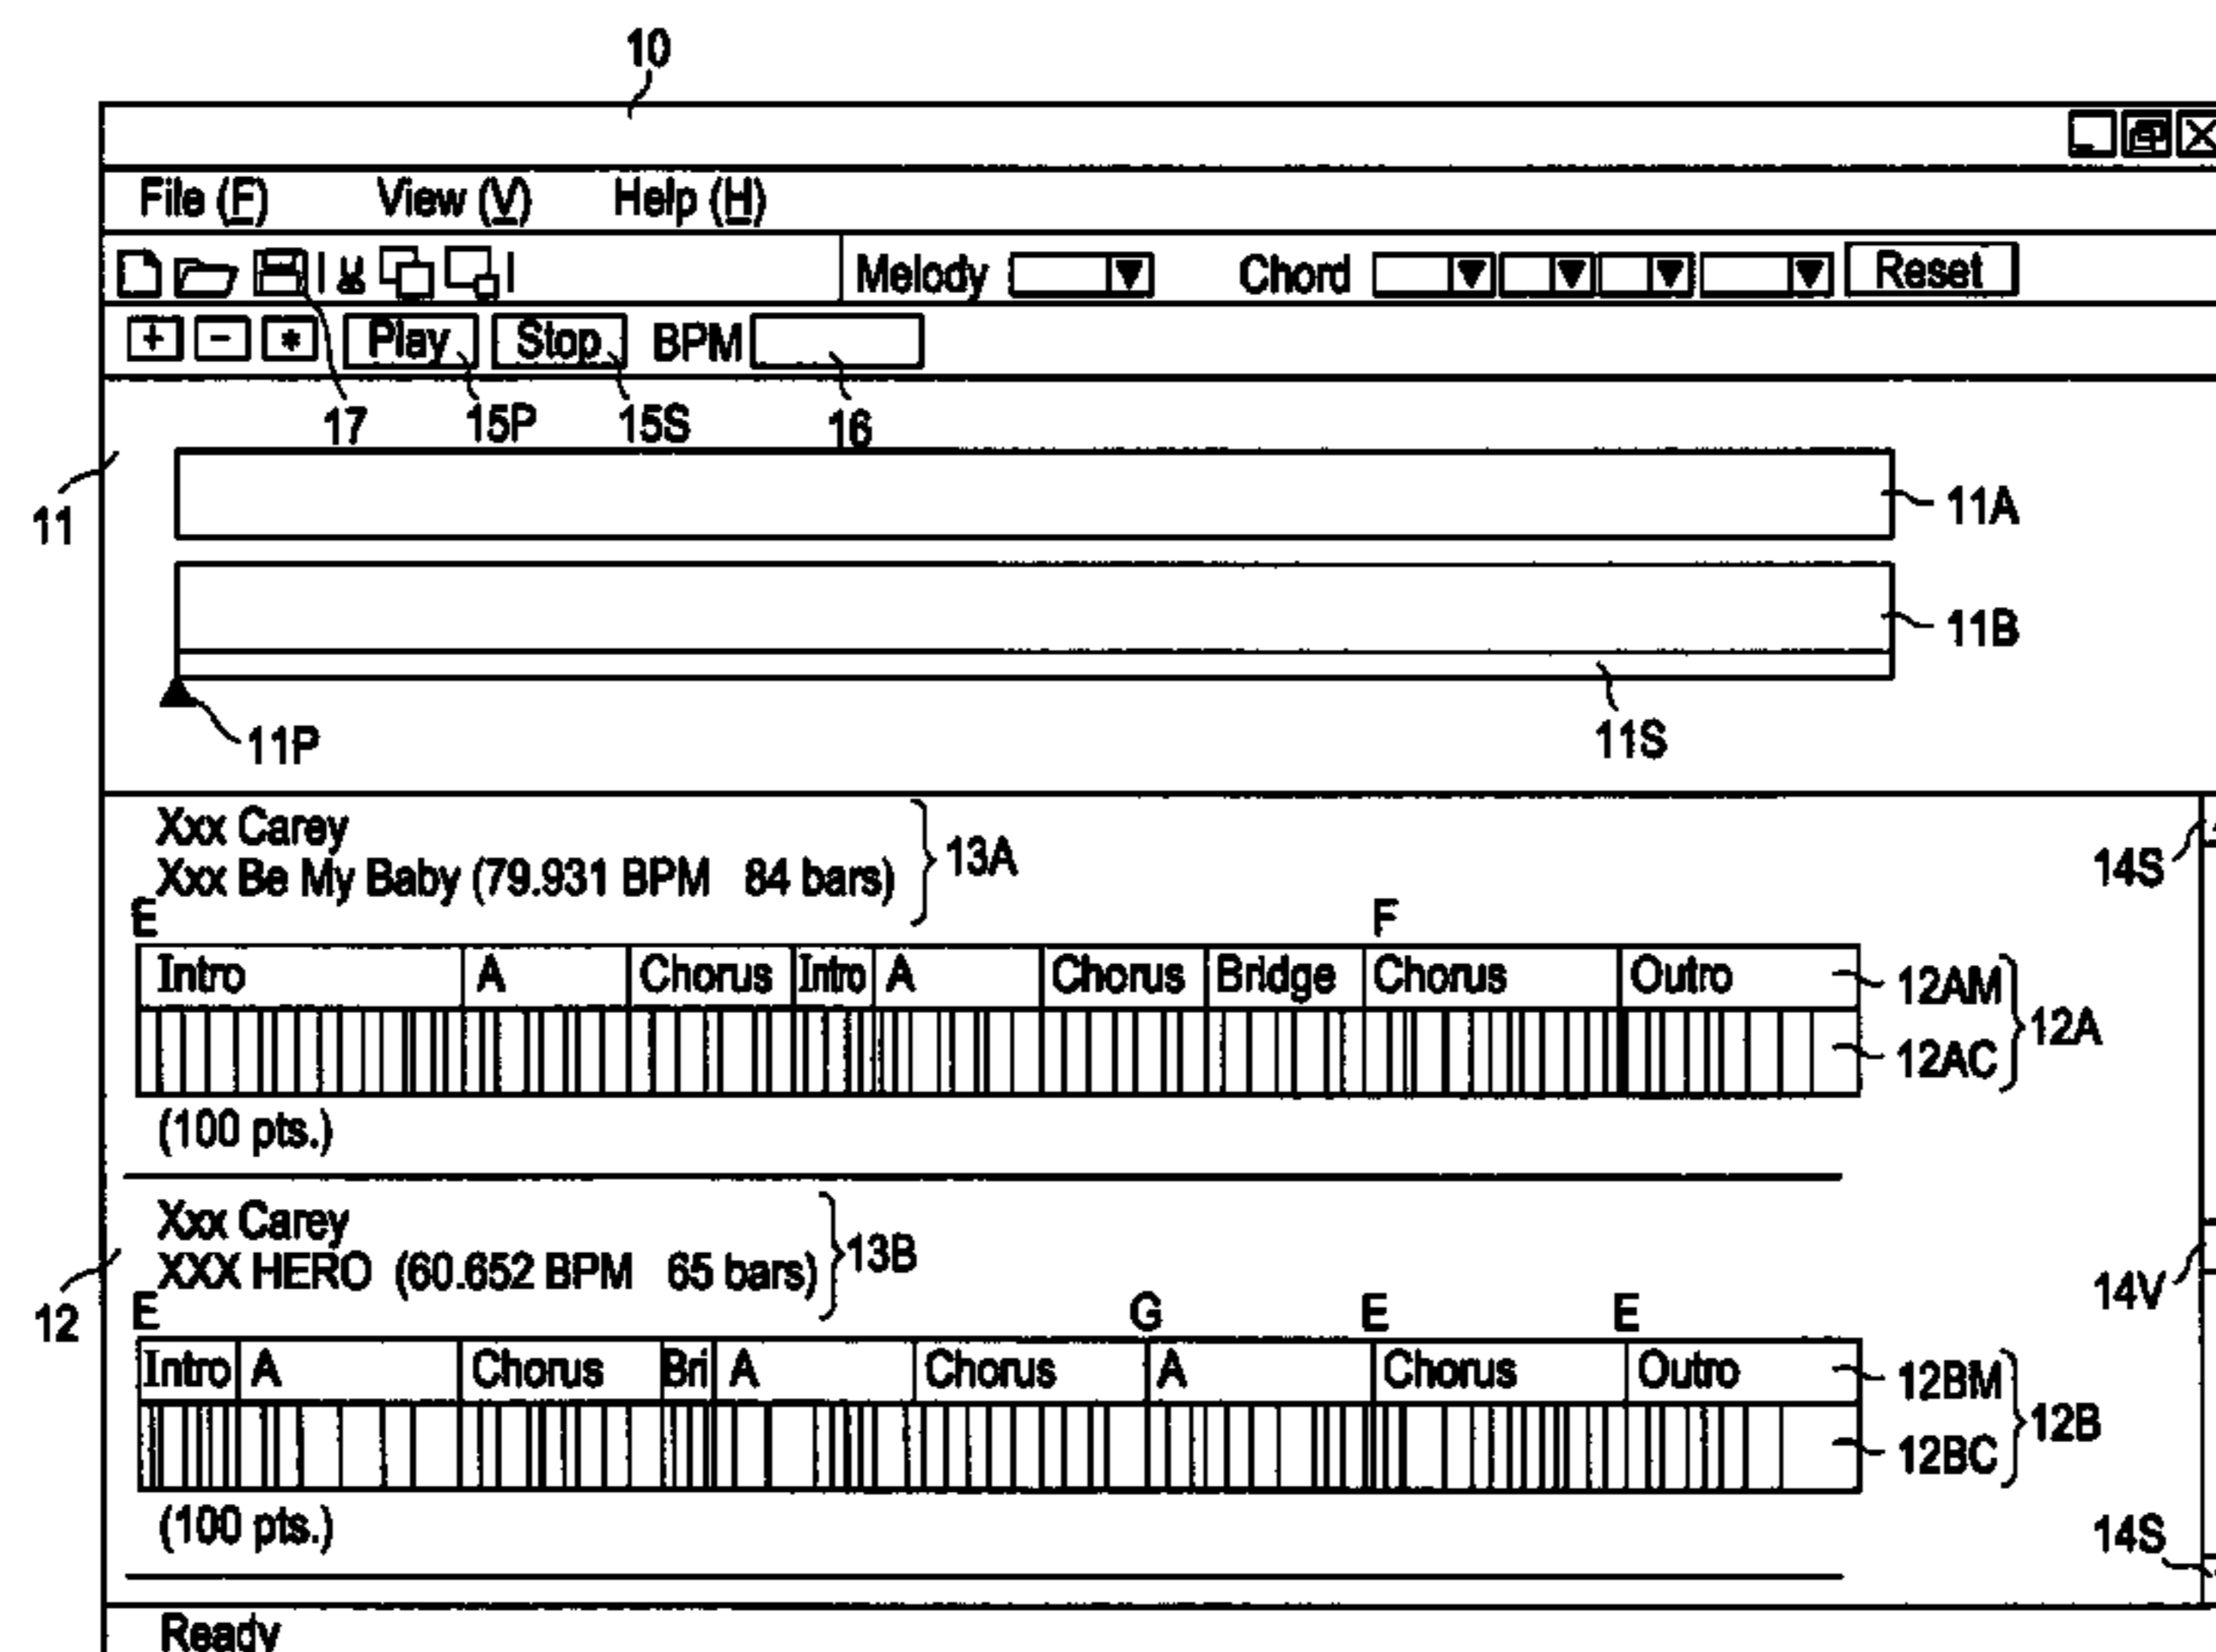 10
File (F) View (V) Help (H)
Melody Chord Reset
+ - * Play Stop BPM
17 15P 15S 16
11 11A
11B
11P 11S
Xxx Carey
Xxx Be My Baby (79.931 BPM 84 bars) 13A 14S
E F
Intro A Chorus Intro A Chorus Bridge Chorus Outro 12AM
12AC 12A
(100 pts.)
Xxx Carey
XXX HERO (60.652 BPM 65 bars) 13B
12 14V
E G E E
Intro A Chorus Bri A Chorus A Chorus Outro 12BM
12BC 12B
(100 pts.) 14S
Ready